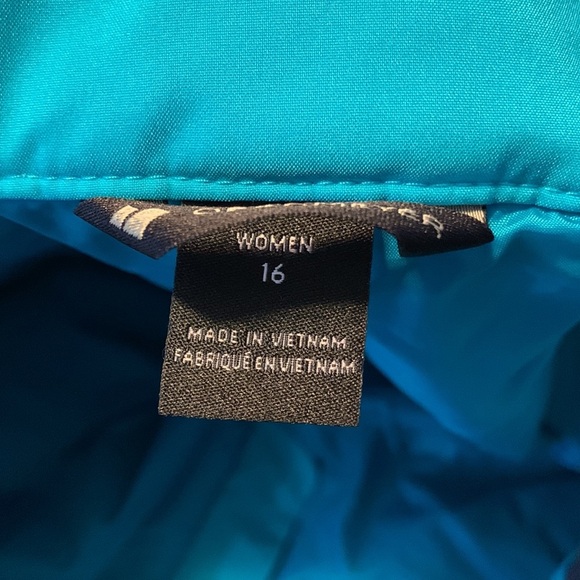 WOMEN
16
MADE IN VIETNAM
FABRIQUÉ EN VIETNAM